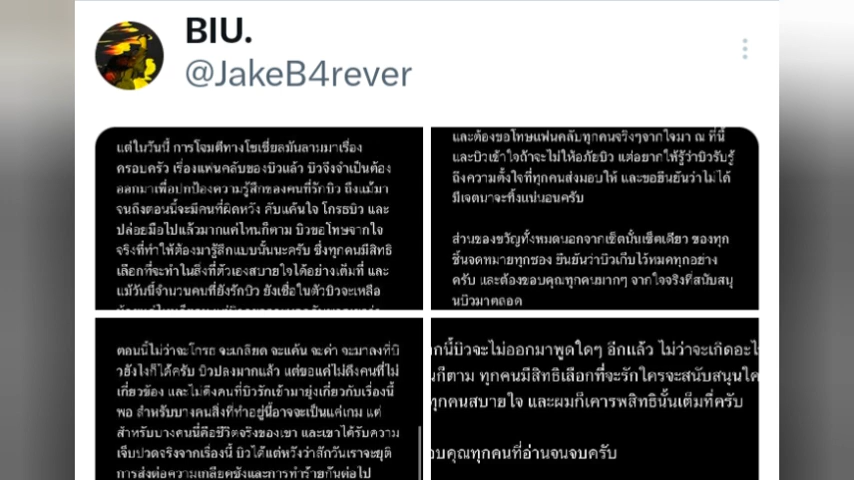 BIU.
@JakeB4rever
แต่ในวันนี้ การโจมตีทางโซเชี่ยลมันลามมาเรื่อง
ครอบครัว เรื่องแฟนคลับของบิวแล้ว บิวจึงจำเป็นต้อง
ออกมาเพื่อปกป้องความรู้สึกของคนที่รักบิว ถึงแม้มา
จนถึงตอนนี้จะมีคนที่ผิดหวัง คับแค้นใจ โกรธบิว และ
ปล่อยมือไปแล้วมากแค่ไหนก็ตาม บิวขอโทษจากใจ
จริงที่ทำให้ต้องมารู้สึกแบบนั้นนะครับ ซึ่งทุกคนมีสิทธิ
เลือกที่จะทำในสิ่งที่ตัวเองสบายใจได้อย่างเต็มที่ และ
แม้วันนี้จำนวนคนที่ยังรักบิว ยังเชื่อในตัวบิวจะเหลือ
และต้องขอโทษแฟนคลับทุกคนจริงๆจากใจมา ณ ที่นี้
และบิวเข้าใจถ้าจะไม่ให้อภัยบิว แต่อยากให้รู้ว่าบิวรับรู้
ถึงความตั้งใจที่ทุกคนส่งมอบให้ และขอยืนยันว่าไม่ได้
มีเจตนาจะทิ้งแน่นอนครับ
ส่วนของขวัญทั้งหมดนอกจากเซ็ตนั้นเซ็ตเดียว ของทุก
ชิ้นจดหมายทุกซอง ยืนยันว่าบิวเก็บไว้หมดทุกอย่าง
ครับ และต้องขอบคุณทุกคนมากๆ จากใจจริงที่สนับสนุ
นบิวมาตลอด
ตอนนี้ไม่ว่าจะโกรธ จะเกลียด จะแค้น จะด่า จะมาลงที่บิ
วยังไงก็ได้ครับ บิวปลงมากแล้ว แต่ขอแค่ไม่ดึงคนที่ไม่
เกี่ยวข้อง และไม่ดึงคนที่บิวรักเข้ามายุ่งเกี่ยวกับเรื่องนี้
พอ สำหรับบางคนสิ่งที่ทำอยู่นี้อาจจะเป็นแค่เกม แต่
สำหรับบางคนนี่คือชีวิตจริงของเขา และเขาได้รับความ
เจ็บปวดจริงจากเรื่องนี้ บิวได้แต่หวังว่าสักวันเราจะยุติ
การส่งต่อความเกลียดชังและการทำร้ายกันต่อไป
กนี้บิวจะไม่ออกมาพูดใดๆ อีกแล้ว ไม่ว่าจะเกิดอะไ
นก็ตาม ทุกคนมีสิทธิเลือกที่จะรักใครจะสนับสนุนใค
ทุกคนสบายใจ และผมก็เคารพสิทธินั้นเต็มที่ครับ
อบคุณทุกคนที่อ่านจนจบครับ